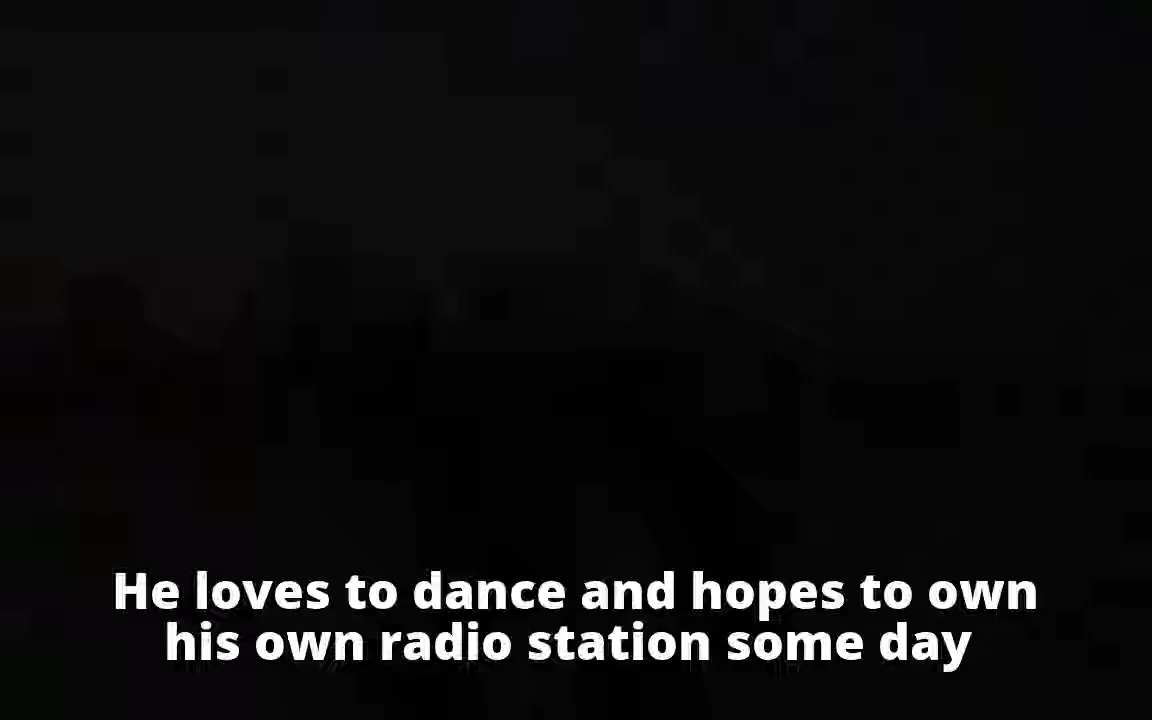 He loves to dance and hopes to own
his own radio station some day